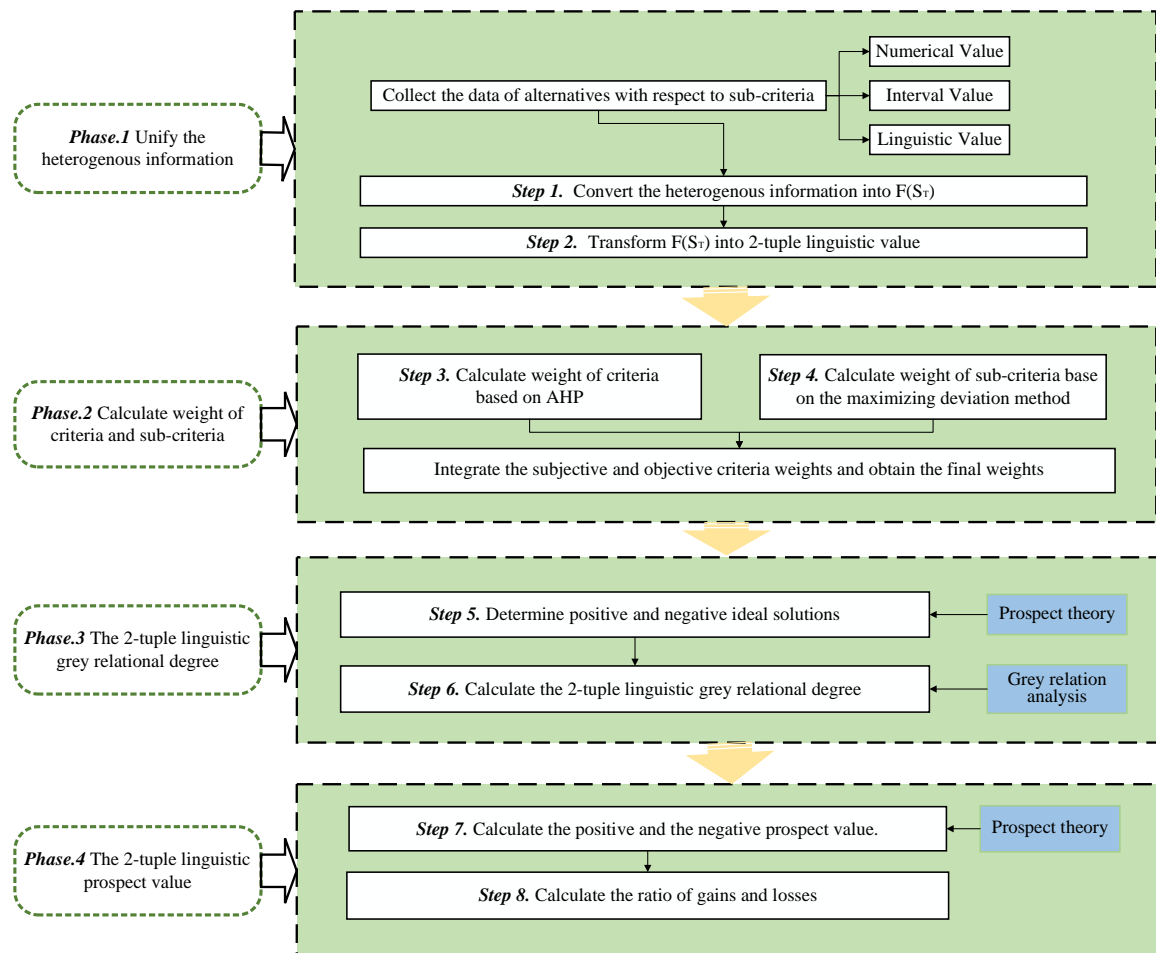 Phase.1 Unify the
heterogenous information
Numerical Value
Collect the data of alternatives with respect to sub-criteria
Interval Value
Linguistic Value
Step 1. Convert the heterogenous information into F(S_T)
Step 2. Transform F(S_T) into 2-tuple linguistic value
Phase.2 Calculate weight of
criteria and sub-criteria
Step 3. Calculate weight of criteria
based on AHP
Step 4. Calculate weight of sub-criteria base
on the maximizing deviation method
Integrate the subjective and objective criteria weights and obtain the final weights
Phase.3 The 2-tuple linguistic
grey relational degree
Step 5. Determine positive and negative ideal solutions
Prospect theory
Step 6. Calculate the 2-tuple linguistic grey relational degree
Grey relation
analysis
Phase.4 The 2-tuple linguistic
prospect value
Step 7. Calculate the positive and the negative prospect value.
Prospect theory
Step 8. Calculate the ratio of gains and losses